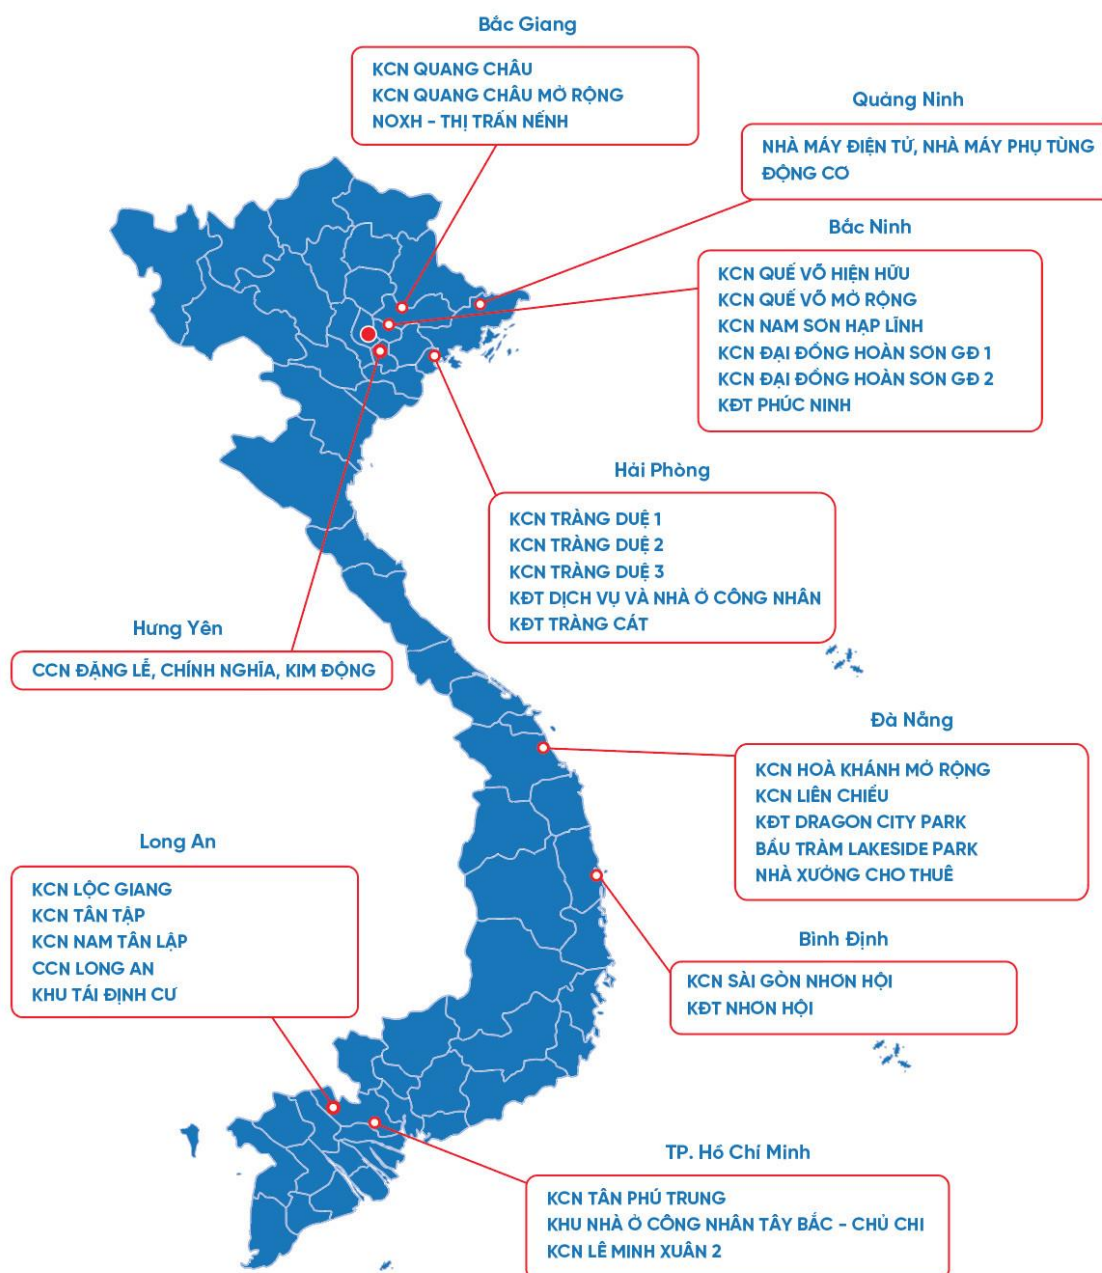 Bắc Giang
KCN QUANG CHÂU
KCN QUANG CHÂU MỞ RỘNG
NOXH - THỊ TRẤN NẾNH
Quảng Ninh
NHÀ MÁY ĐIỆN TỬ, NHÀ MÁY PHỤ TÙNG
ĐỘNG CƠ
Bắc Ninh
KCN QUẾ VÕ HIỆN HỮU
KCN QUẾ VÕ MỞ RỘNG
KCN NAM SƠN HẠP LĨNH
KCN ĐẠI ĐỒNG HOÀN SƠN GĐ 1
KCN ĐẠI ĐỒNG HOÀN SƠN GĐ 2
KĐT PHÚC NINH
Hải Phòng
KCN TRÀNG DUỆ 1
KCN TRÀNG DUỆ 2
KCN TRÀNG DUỆ 3
KĐT DỊCH VỤ VÀ NHÀ Ở CÔNG NHÂN
KĐT TRÀNG CÁT
Hưng Yên
CCN ĐẶNG LỄ, CHÍNH NGHĨA, KIM ĐỘNG
Đà Nẵng
KCN HOÀ KHÁNH MỞ RỘNG
KCN LIÊN CHIỂU
KĐT DRAGON CITY PARK
BẦU TRÀM LAKESIDE PARK
NHÀ XƯỞNG CHO THUÊ
Long An
KCN LỘC GIANG
KCN TÂN TẬP
KCN NAM TÂN LẬP
CCN LONG AN
KHU TÁI ĐỊNH CƯ
Bình Định
KCN SÀI GÒN NHƠN HỘI
KĐT NHƠN HỘI
TP. Hồ Chí Minh
KCN TÂN PHÚ TRUNG
KHU NHÀ Ở CÔNG NHÂN TÂY BẮC - CHỦ CHI
KCN LÊ MINH XUÂN 2